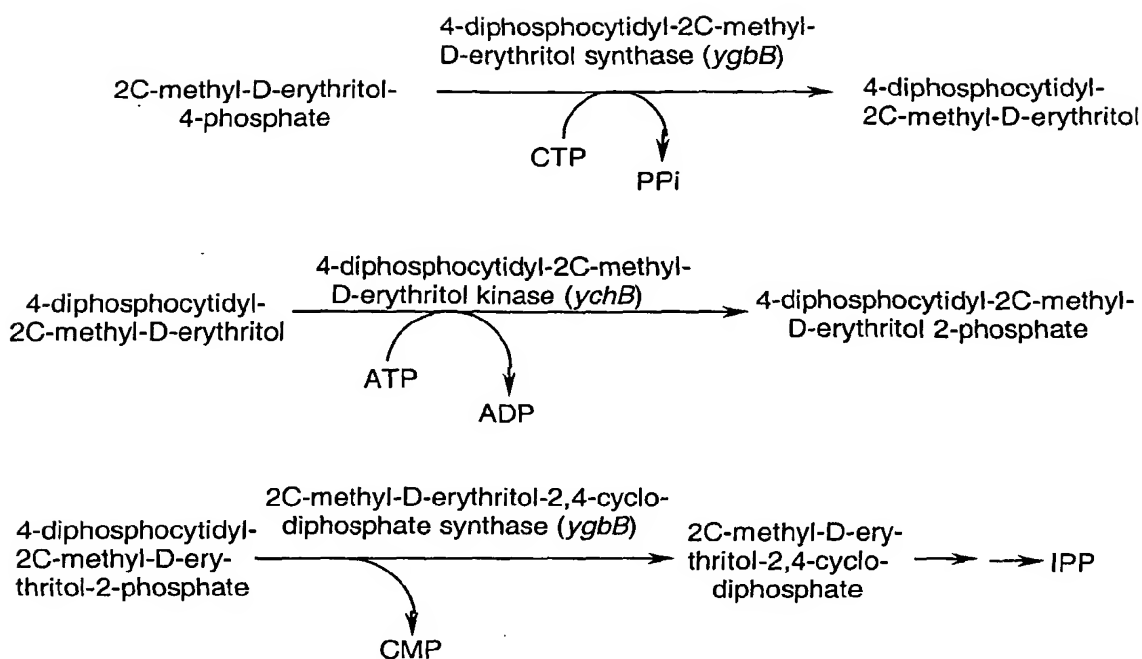 4-diphosphocytidyl-2C-methyl-
D-erythritol synthase (ygbB)
2C-methyl-D-erythritol-
4-phosphate
4-diphosphocytidyl-
2C-methyl-D-erythritol
CTP
PPi
4-diphosphocytidyl-2C-methyl-
D-erythritol kinase (ychB)
4-diphosphocytidyl-
2C-methyl-D-erythritol
4-diphosphocytidyl-2C-methyl-
D-erythritol 2-phosphate
ATP
ADP
2C-methyl-D-erythritol-2,4-cyclo-
diphosphate synthase (ygbB)
4-diphosphocytidyl-
2C-methyl-D-ery-
thritol-2-phosphate
2C-methyl-D-ery-
thritol-2,4-cyclo-
diphosphate
IPP
CMP